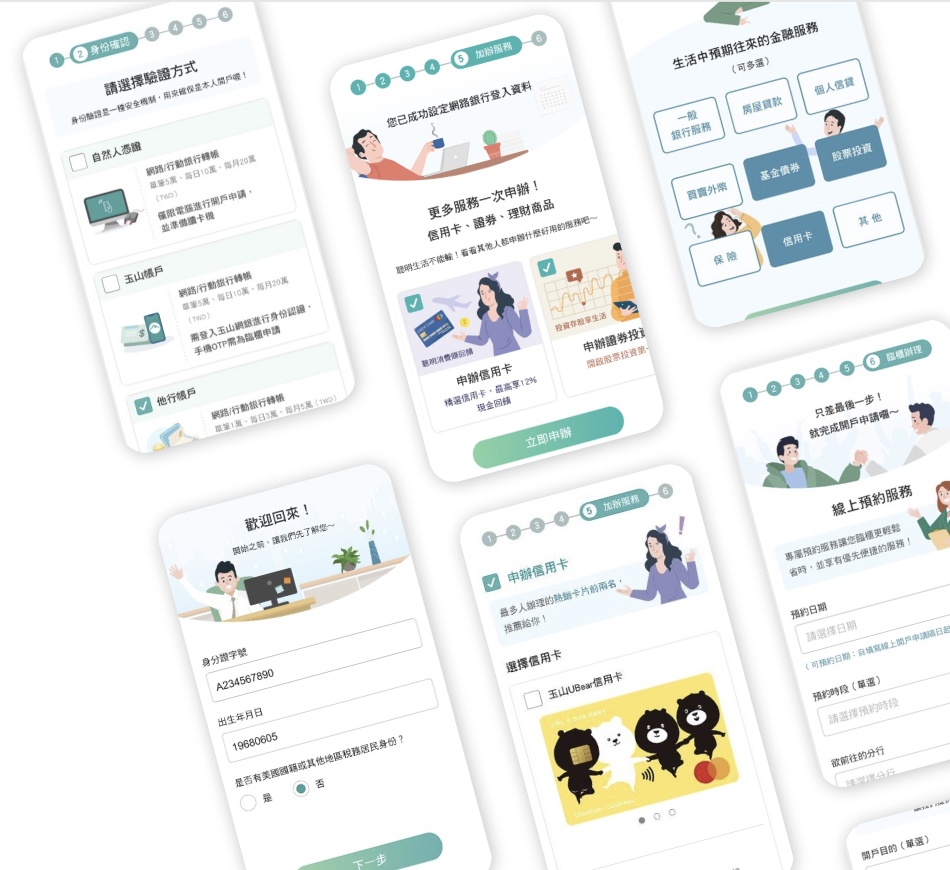 1 2 身份確認 3 4 5 6
請選擇驗證方式
身份驗證是一種安全機制，用來確保是本人開戶喔！
自然人憑證
網路/行動銀行轉帳
單筆5萬、每日10萬、每月20萬
（TWD）
僅限電腦進行開戶申請，
並準備讀卡機
玉山帳戶
網路/行動銀行轉帳
單筆5萬、每日10萬、每月20萬
（TWD）
需登入玉山網銀進行身份認證，
手機OTP需為臨櫃申請
他行帳戶
網路/行動銀行轉帳
單筆1萬、每日3萬、每月5萬（TWD）
1 2 3 4 5 加辦服務 6
您已成功設定網路銀行登入資料
更多服務一次申辦！
信用卡、證券、理財商品
聰明生活不能輸！看看其他人都申辦什麼好用的服務吧～
聰明消費賺回饋
申辦信用卡
精選信用卡，最高享12%
現金回饋
投資存股享生活
申辦證券投資
開啟股票投資第一
立即申辦
生活中預期往來的金融服務
（可多選）
一般
銀行服務
房屋貸款
個人信貸
買賣外幣
基金債券
股票投資
保險
信用卡
其他
歡迎回來！
開始之前，讓我們先了解您～
身分證字號
A234567890
出生年月日
19680605
是否有美國國籍或其他地區稅務居民身份？
是
否
下一步
1 2 3 4 5 加辦服務 6
申辦信用卡
最多人辦理的熱銷卡片前兩名，
推薦給你！
選擇信用卡
玉山UBear信用卡
1 2 3 4 5 6 臨櫃辦理
只差最後一步！
就完成開戶申請囉～
線上預約服務
專屬預約服務讓您臨櫃更輕鬆
省時，並享有優先便捷的服務！
預約日期
請選擇日期
（可預約日期：自填寫線上開戶申請隔日起
預約時段（單選）
請選擇預約時段
欲前往的分行
請選擇分行
開戶目的（單選）